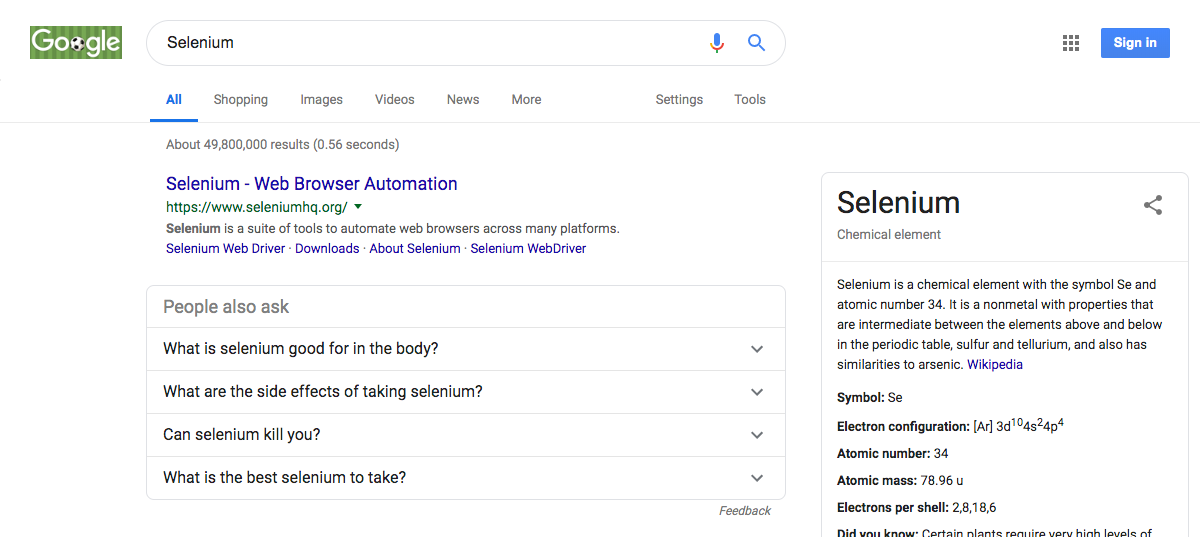 Google
Selenium
Sign in
All Shopping Images Videos News More Settings Tools
About 49,800,000 results (0.56 seconds)
Selenium - Web Browser Automation
https://www.seleniumhq.org/
Selenium is a suite of tools to automate web browsers across many platforms.
Selenium Web Driver · Downloads · About Selenium · Selenium WebDriver
People also ask
What is selenium good for in the body?
What are the side effects of taking selenium?
Can selenium kill you?
What is the best selenium to take?
Feedback
Selenium
Chemical element
Selenium is a chemical element with the symbol Se and
atomic number 34. It is a nonmetal with properties that
are intermediate between the elements above and below
in the periodic table, sulfur and tellurium, and also has
similarities to arsenic. Wikipedia
Symbol: Se
Electron configuration: [Ar] 3d¹⁰4s²4p⁴
Atomic number: 34
Atomic mass: 78.96 u
Electrons per shell: 2,8,18,6
Did you know: Certain plants require very high levels of